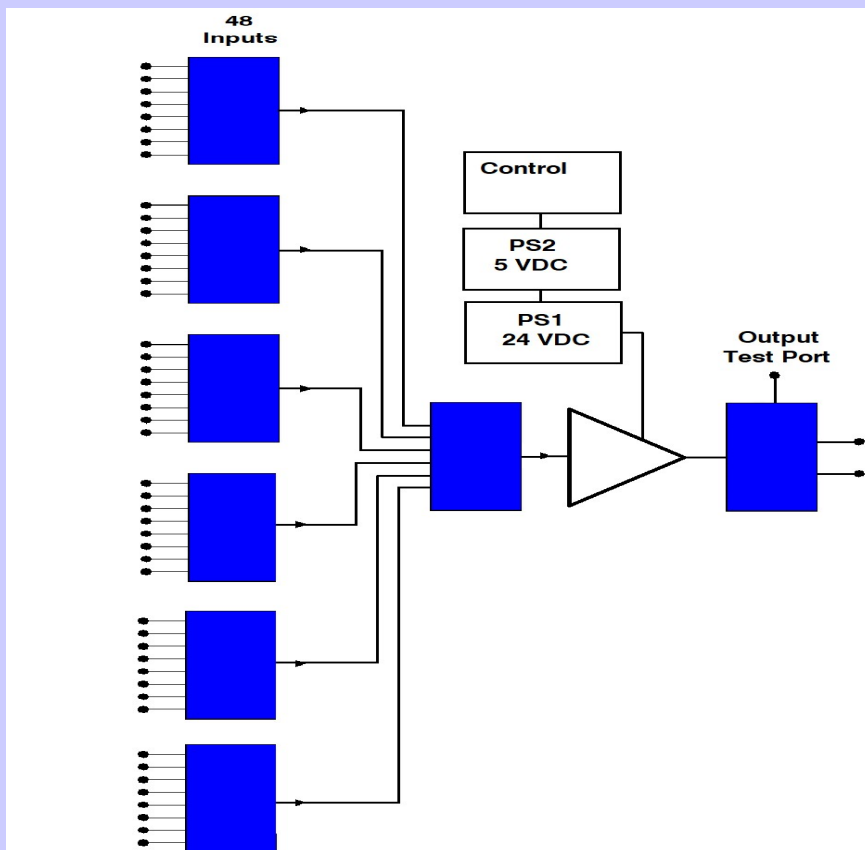 48
Inputs
Control
PS2
5 VDC
PS1
24 VDC
Output
Test Port